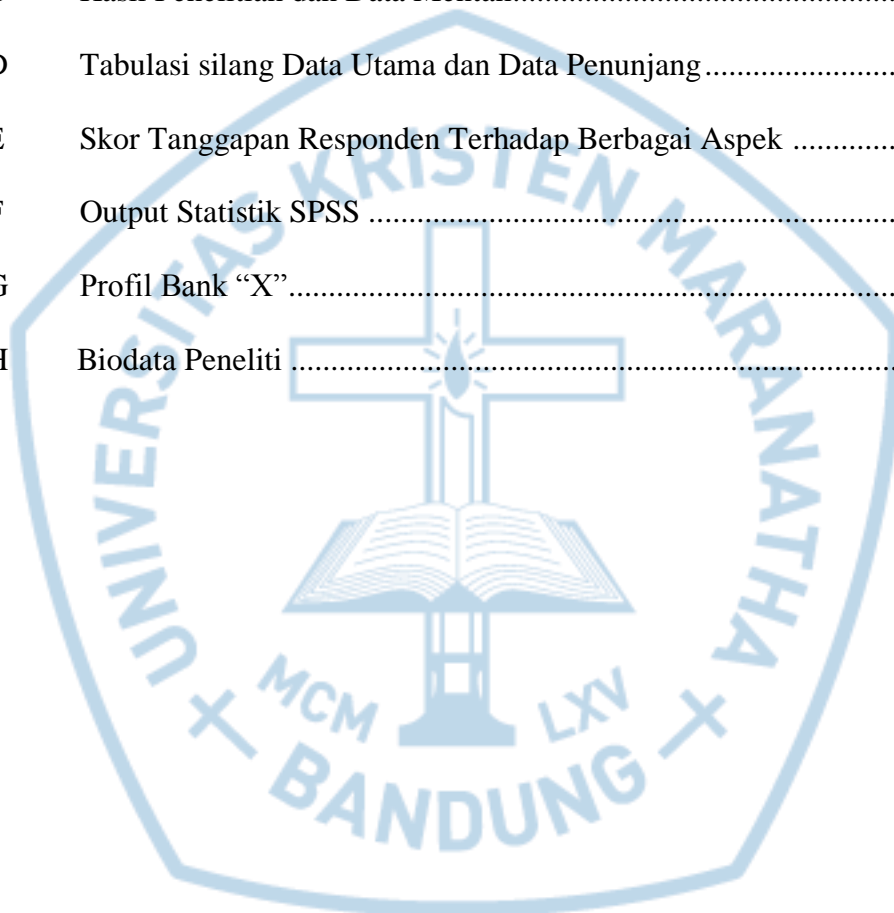 D Tabulasi silang Data Utama dan Data Penunjang....................
E Skor Tanggapan Responden Terhadap Berbagai Aspek .............
F Output Statistik SPSS ..................................................................
G Profil Bank “X”............................................................................
H Biodata Peneliti ............................................................................
UNIVERSITAS KRISTEN MARANATHA
MCM LXV
BANDUNG